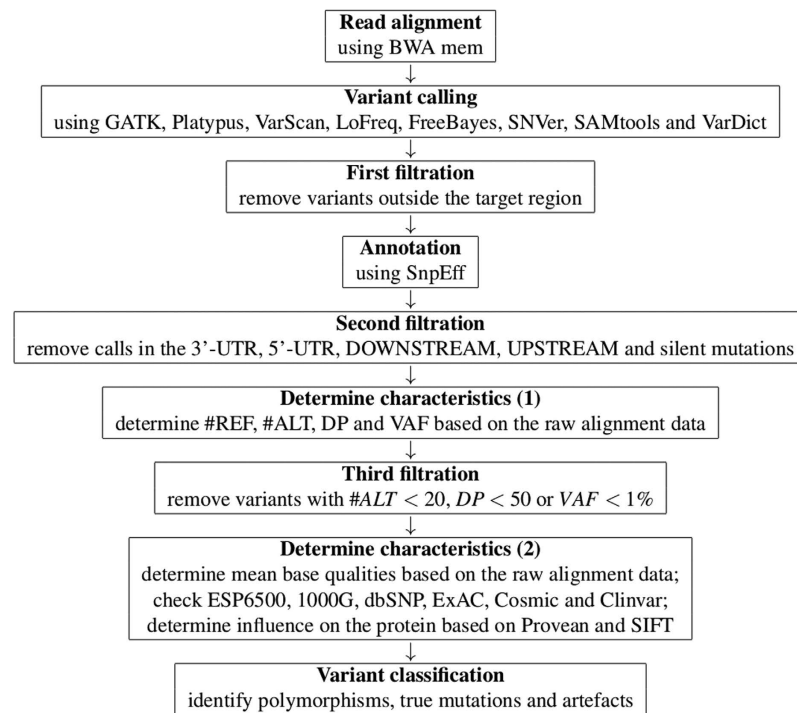 Read alignment
using BWA mem
↓
Variant calling
using GATK, Platypus, VarScan, LoFreq, FreeBayes, SNVer, SAMtools and VarDict
↓
First filtration
remove variants outside the target region
↓
Annotation
using SnpEff
↓
Second filtration
remove calls in the 3'-UTR, 5'-UTR, DOWNSTREAM, UPSTREAM and silent mutations
↓
Determine characteristics (1)
determine #REF, #ALT, DP and VAF based on the raw alignment data
↓
Third filtration
remove variants with #ALT < 20, DP < 50 or VAF < 1%
↓
Determine characteristics (2)
determine mean base qualities based on the raw alignment data;
check ESP6500, 1000G, dbSNP, ExAC, Cosmic and Clinvar;
determine influence on the protein based on Provean and SIFT
↓
Variant classification
identify polymorphisms, true mutations and artefacts